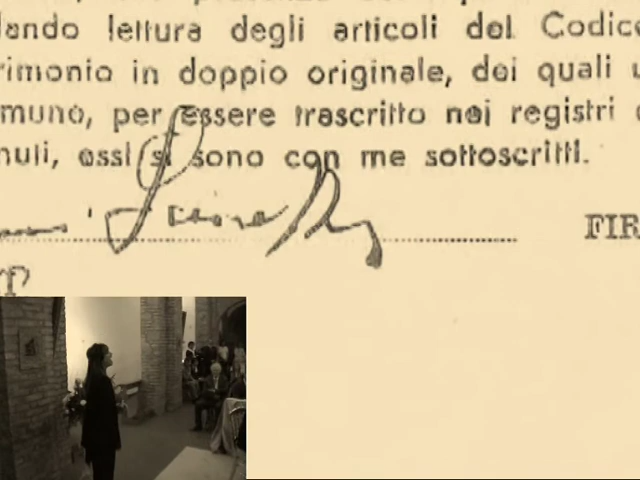 dando lettura degli articoli del Codice
rimonio in doppio originale, dei quali
muno, per essere trascritto nei registri
nuli, essi si sono con me sottoscritti.
FIR